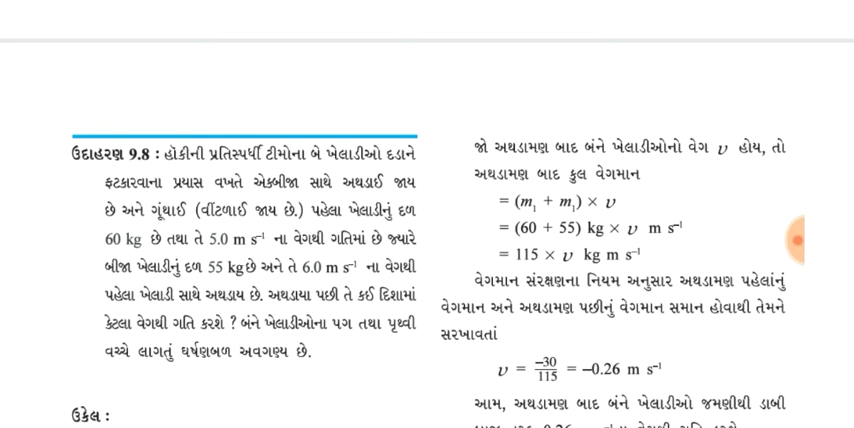 ઉદાહરણ 9.8 : હૉકીની પ્રતિસ્પર્ધી ટીમોના બે ખેલાડીઓ દડાને
ફટકારવાના પ્રયાસ વખતે એકબીજા સાથે અથડાઈ જાય
છે અને ગૂંથાઈ (વીંટળાઈ જાય છે.) પહેલા ખેલાડીનું દળ
60 kg છે તથા તે 5.0 m s⁻¹ ના વેગથી ગતિમાં છે જ્યારે
બીજા ખેલાડીનું દળ 55 kg છે અને તે 6.0 m s⁻¹ ના વેગથી
પહેલા ખેલાડી સાથે અથડાય છે. અથડાયા પછી તે કઈ દિશામાં
કેટલા વેગથી ગતિ કરશે ? બંને ખેલાડીઓના પગ તથા પૃથ્વી
વચ્ચે લાગતું ઘર્ષણબળ અવગણ્ય છે.
ઉકેલ :
જો અથડામણ બાદ બંને ખેલાડીઓનો વેગ υ હોય, તો
અથડામણ બાદ કુલ વેગમાન
= (m₁ + m₁) × υ
= (60 + 55) kg × υ m s⁻¹
= 115 × υ kg m s⁻¹
વેગમાન સંરક્ષણના નિયમ અનુસાર અથડામણ પહેલાંનું
વેગમાન અને અથડામણ પછીનું વેગમાન સમાન હોવાથી તેમને
સરખાવતાં
υ = −30/115 = −0.26 m s⁻¹
આમ, અથડામણ બાદ બંને ખેલાડીઓ જમણીથી ડાબી